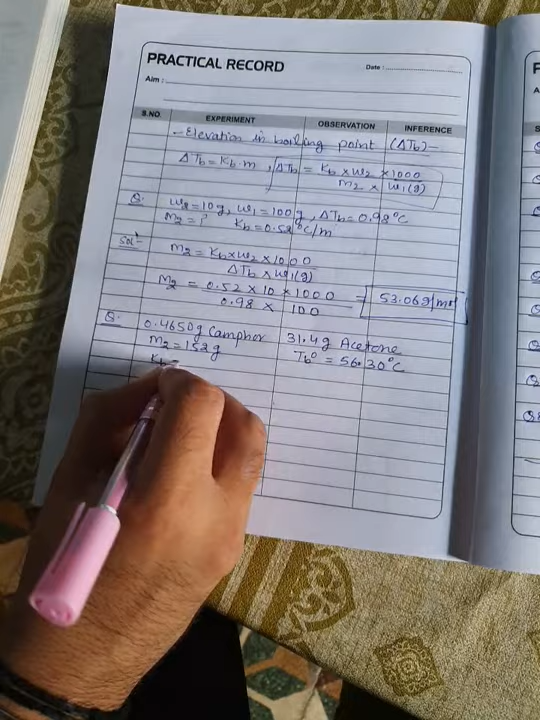 PRACTICAL RECORD
Date :
Aim :
S.NO. EXPERIMENT OBSERVATION INFERENCE
- Elevation in boiling point (ΔTb) -
ΔTb = Kb·m , ΔTb = Kb × w2 × 1000
M2 × w1(g)
Q. w2 = 10g, w1 = 100g, ΔTb = 0.98°C
M2 = ? Kb = 0.52°C/m
Sol- M2 = Kb × w2 × 1000
ΔTb × w1(g)
M2 = 0.52 × 10 × 1000 = 53.06g/mol
0.98 × 100
Q. 0.4650g Camphor 31.4g Acetone
M2 = 152g Tb° = 56.30°C
Kb =